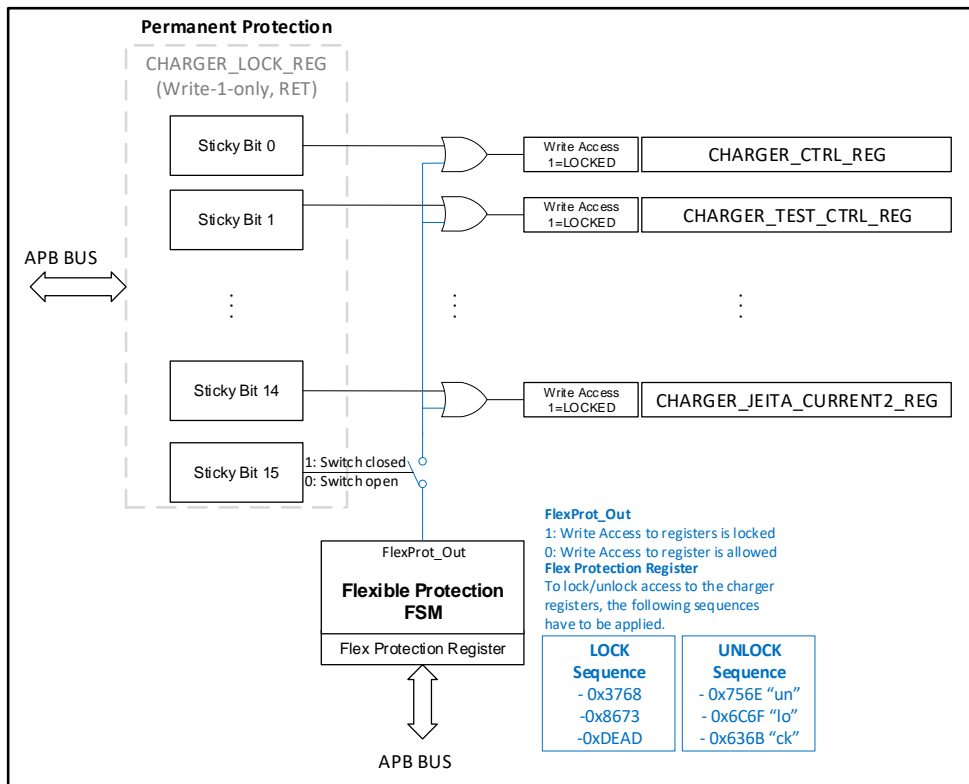 Permanent Protection
CHARGER_LOCK_REG
(Write-1-only, RET)
Sticky Bit 0
Write Access
1=LOCKED
CHARGER_CTRL_REG
Sticky Bit 1
Write Access
1=LOCKED
CHARGER_TEST_CTRL_REG
APB BUS
Sticky Bit 14
Write Access
1=LOCKED
CHARGER_JEITA_CURRENT2_REG
Sticky Bit 15
1: Switch closed
0: Switch open
FlexProt_Out
Flexible Protection
FSM
Flex Protection Register
APB BUS
FlexProt_Out
1: Write Access to registers is locked
0: Write Access to register is allowed
Flex Protection Register
To lock/unlock access to the charger
registers, the following sequences
have to be applied.
LOCK
Sequence
- 0x3768
-0x8673
-0xDEAD
UNLOCK
Sequence
- 0x756E “un”
- 0x6C6F “lo”
- 0x636B “ck”